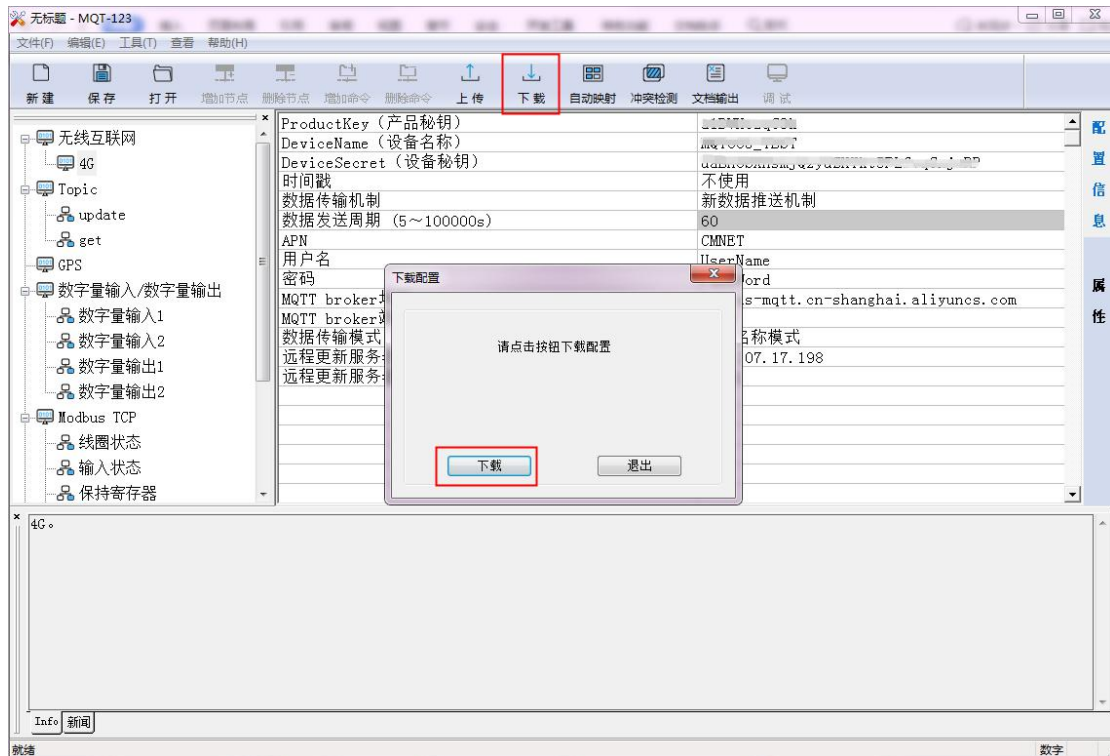 无标题 - MQT-123
文件(F) 编辑(E) 工具(T) 查看 帮助(H)
新建 保存 打开 增加节点 删除节点 增加命令 删除命令 上传 下载 自动映射 冲突检测 文档输出 调试
无线互联网
4G
Topic
update
get
GPS
数字量输入/数字量输出
数字量输入1
数字量输入2
数字量输出1
数字量输出2
Modbus TCP
线圈状态
输入状态
保持寄存器
ProductKey (产品秘钥)
DeviceName (设备名称)
DeviceSecret (设备秘钥)
时间戳 不使用
数据传输机制 新数据推送机制
数据发送周期 (5~100000s) 60
APN CMNET
用户名 UserName
密码 ord
MQTT broker s-mqtt.cn-shanghai.aliyuncs.com
MQTT broker
数据传输模式 名称模式
远程更新服务 07.17.198
远程更新服务
配置信息
属性
下载配置
请点击按钮下载配置
下载 退出
4G。
Info 新闻
就绪 数字